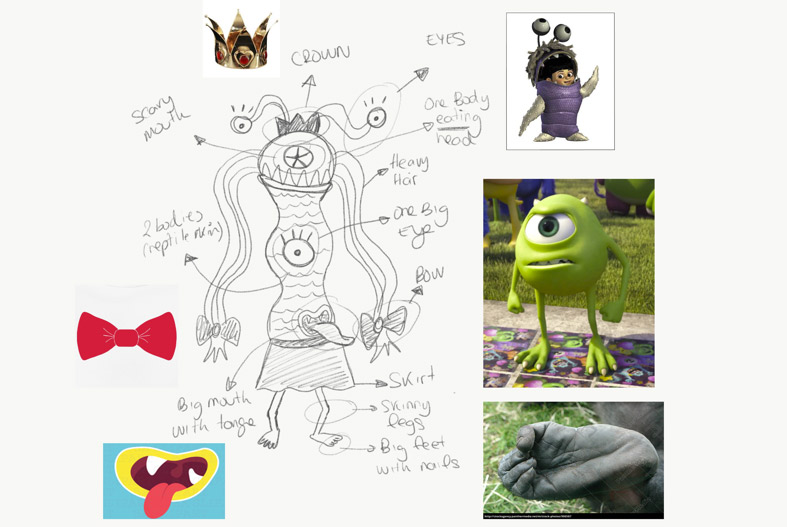 CROWN
EYES
Scary
mouth
One Body
eating
head
Heavy
Hair
2 bodies
(reptile skin)
One Big
Eye
Bow
Skirt
Big mouth
with tonge
Skinny
legs
Big feet
with nails